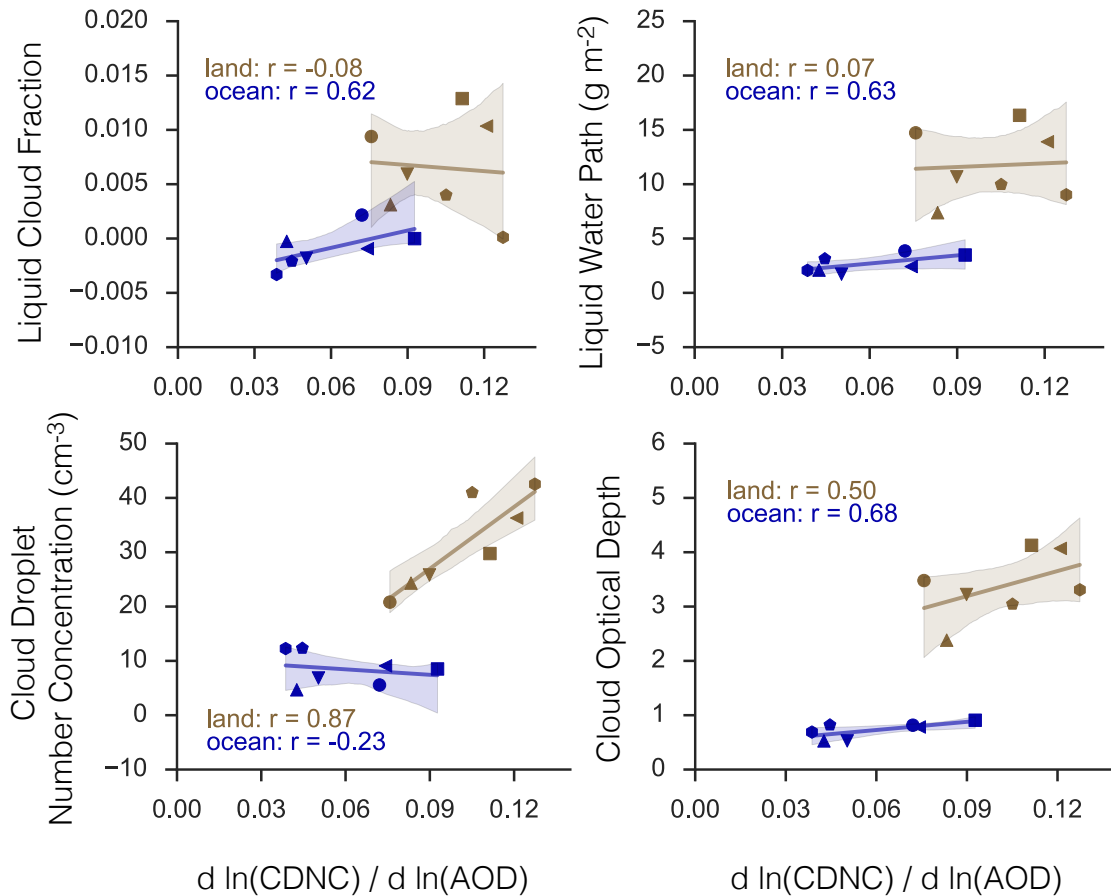 Liquid Cloud Fraction
0.020
0.015
0.010
0.005
0.000
−0.005
−0.010
land: r = -0.08
ocean: r = 0.62
0.00 0.03 0.06 0.09 0.12
Liquid Water Path (g m-2)
25
20
15
10
5
0
−5
land: r = 0.07
ocean: r = 0.63
0.00 0.03 0.06 0.09 0.12
Cloud Droplet
Number Concentration (cm-3)
50
40
30
20
10
0
−10
land: r = 0.87
ocean: r = -0.23
0.00 0.03 0.06 0.09 0.12
d ln(CDNC) / d ln(AOD)
Cloud Optical Depth
6
5
4
3
2
1
0
land: r = 0.50
ocean: r = 0.68
0.00 0.03 0.06 0.09 0.12
d ln(CDNC) / d ln(AOD)